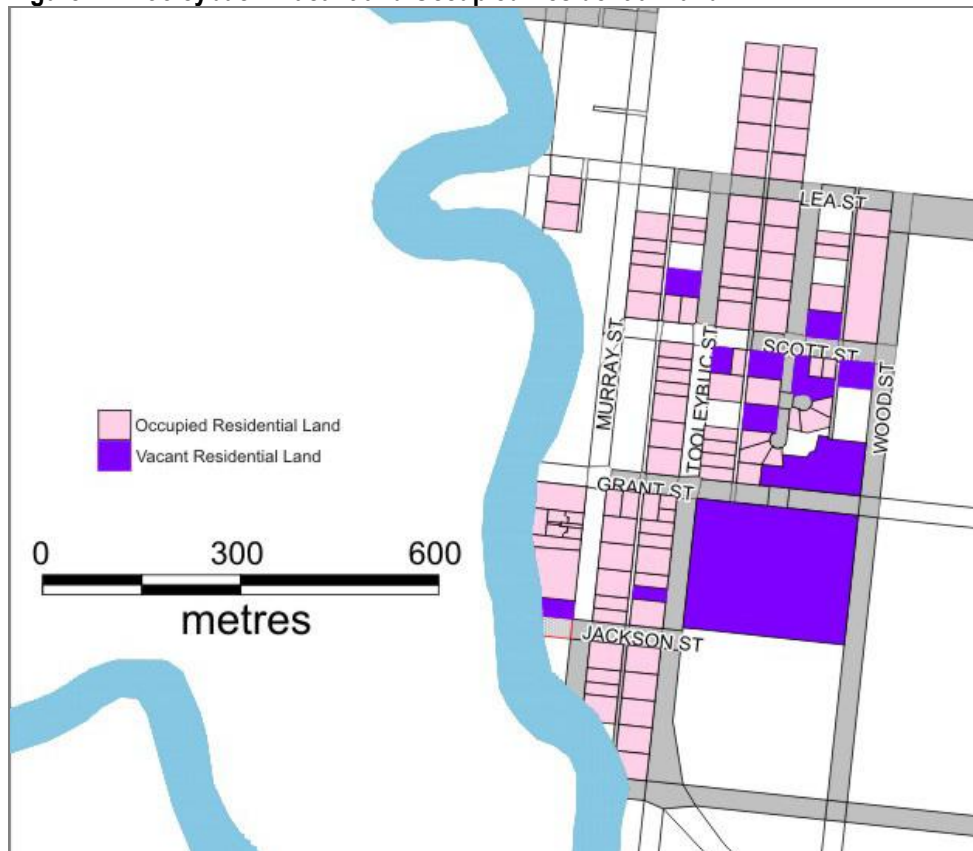 LEA ST
SCOTT ST
MURRAY ST
TOOLEYBUC ST
WOOD ST
Occupied Residential Land
Vacant Residential Land
GRANT ST
0 300 600
metres
JACKSON ST